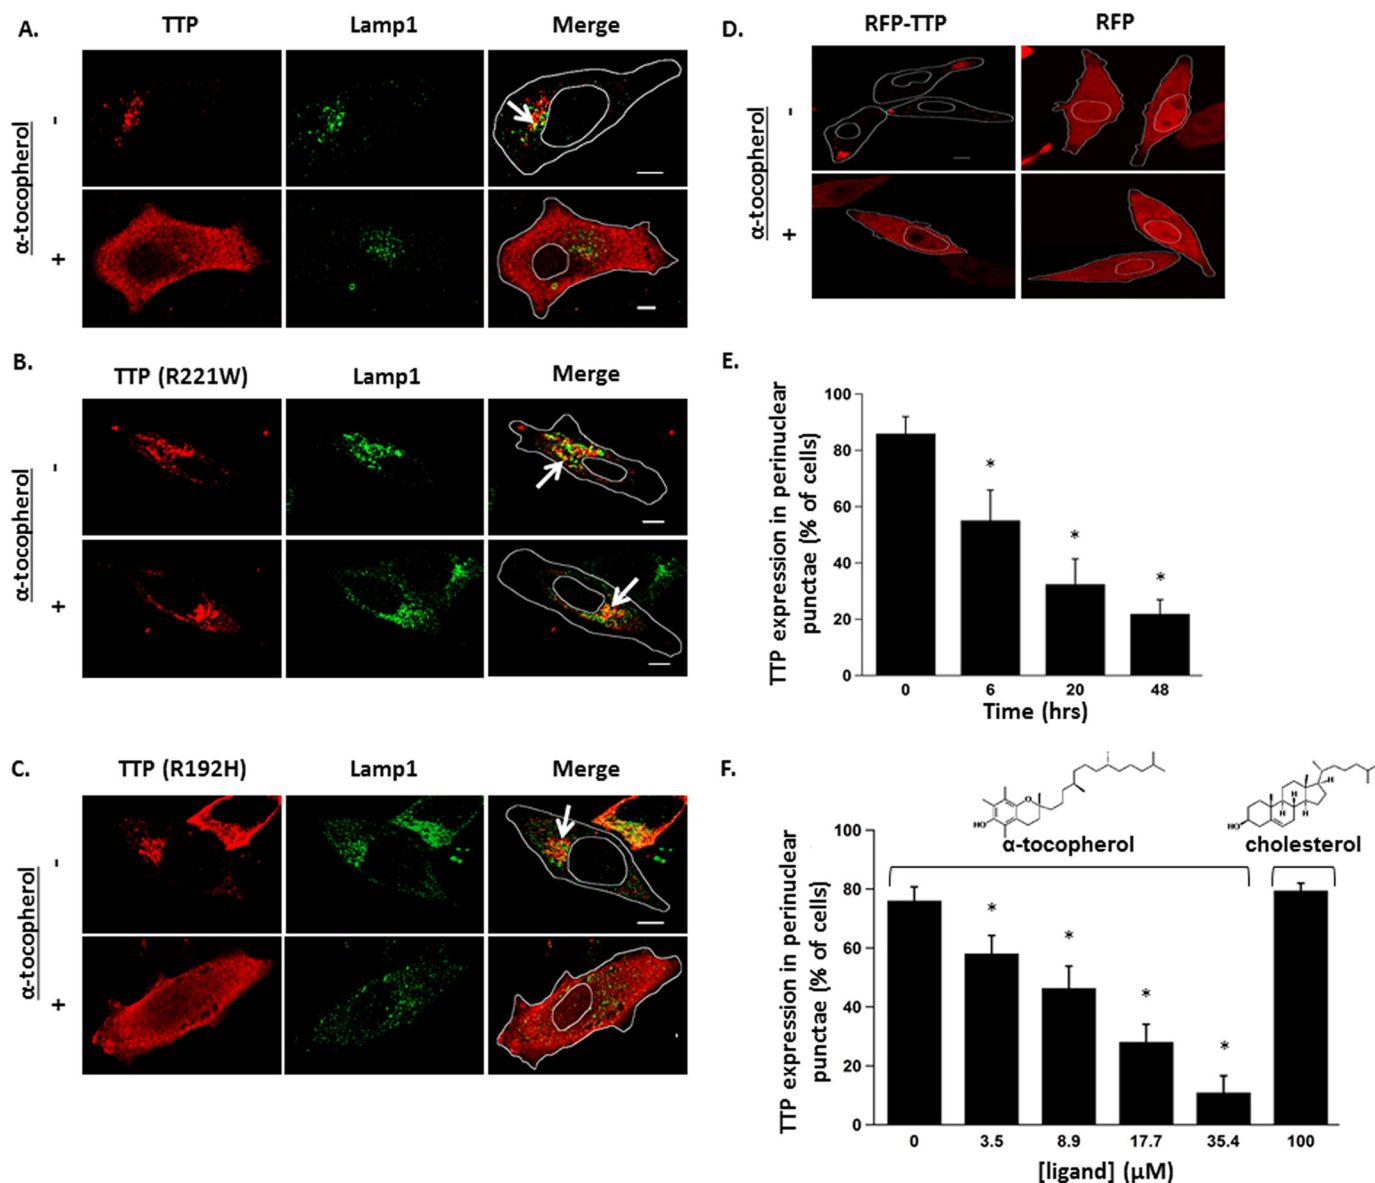 A.
TTP
Lamp1
Merge
α-tocopherol
-
+
B.
TTP (R221W)
Lamp1
Merge
α-tocopherol
-
+
C.
TTP (R192H)
Lamp1
Merge
α-tocopherol
-
+
D.
RFP-TTP
RFP
α-tocopherol
-
+
E.
TTP expression in perinuclear
punctae (% of cells)
100
80
60
40
20
0
*
*
*
0 6 20 48
Time (hrs)
F.
HO
O
α-tocopherol
HO
H
H
H
H
cholesterol
TTP expression in perinuclear
punctae (% of cells)
100
80
60
40
20
0
*
*
*
*
0 3.5 8.9 17.7 35.4 100
[ligand] (µM)